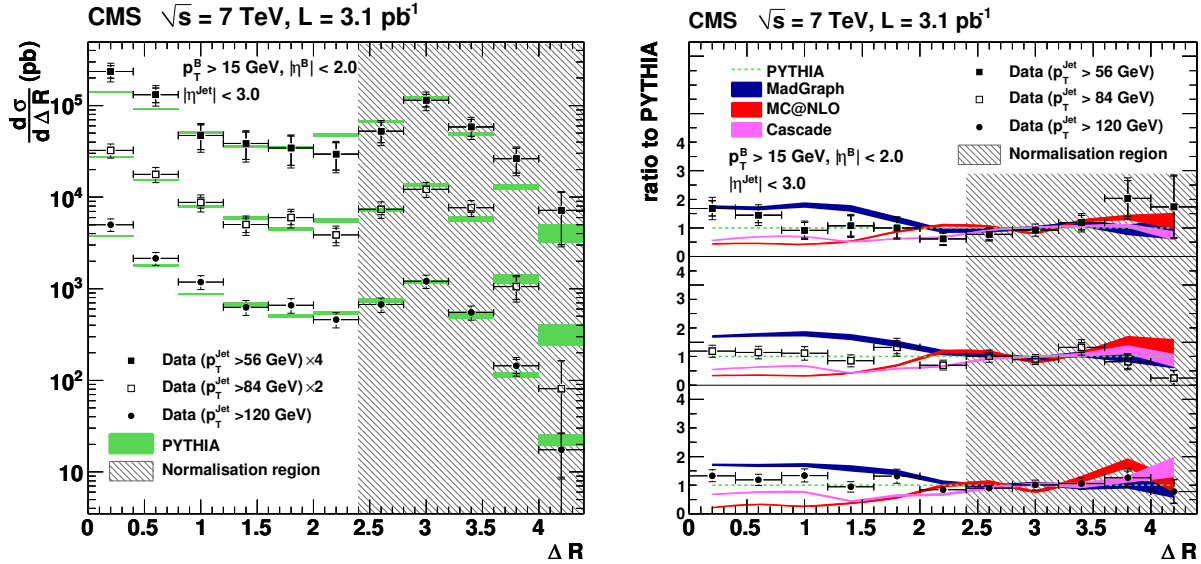 CMS √s = 7 TeV, L = 3.1 pb⁻¹
dσ/dΔR (pb)
p_T^B > 15 GeV, |η^B| < 2.0
|η^Jet| < 3.0
10⁵
10⁴
10³
10²
10
Data (p_T^Jet >56 GeV) ×4
Data (p_T^Jet >84 GeV) ×2
Data (p_T^Jet >120 GeV)
PYTHIA
Normalisation region
0 0.5 1 1.5 2 2.5 3 3.5 4
Δ R
CMS √s = 7 TeV, L = 3.1 pb⁻¹
ratio to PYTHIA
PYTHIA
MadGraph
MC@NLO
Cascade
Data (p_T^Jet > 56 GeV)
Data (p_T^Jet > 84 GeV)
Data (p_T^Jet > 120 GeV)
p_T^B > 15 GeV, |η^B| < 2.0
|η^Jet| < 3.0
Normalisation region
5
4
3
2
1
0
4
3
2
1
0
4
3
2
1
0
0 0.5 1 1.5 2 2.5 3 3.5 4
Δ R